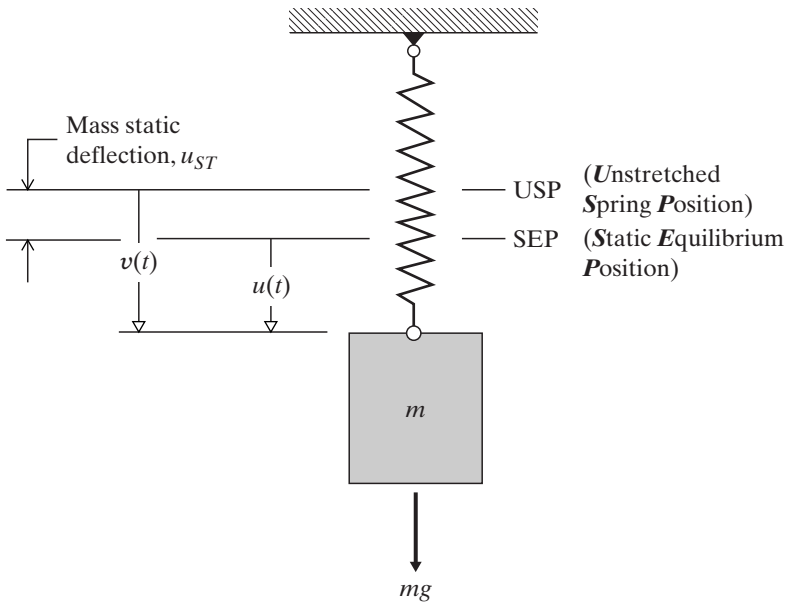 Mass static
deflection, u_ST
USP (Unstretched
Spring Position)
SEP (Static Equilibrium
Position)
v(t)
u(t)
m
mg